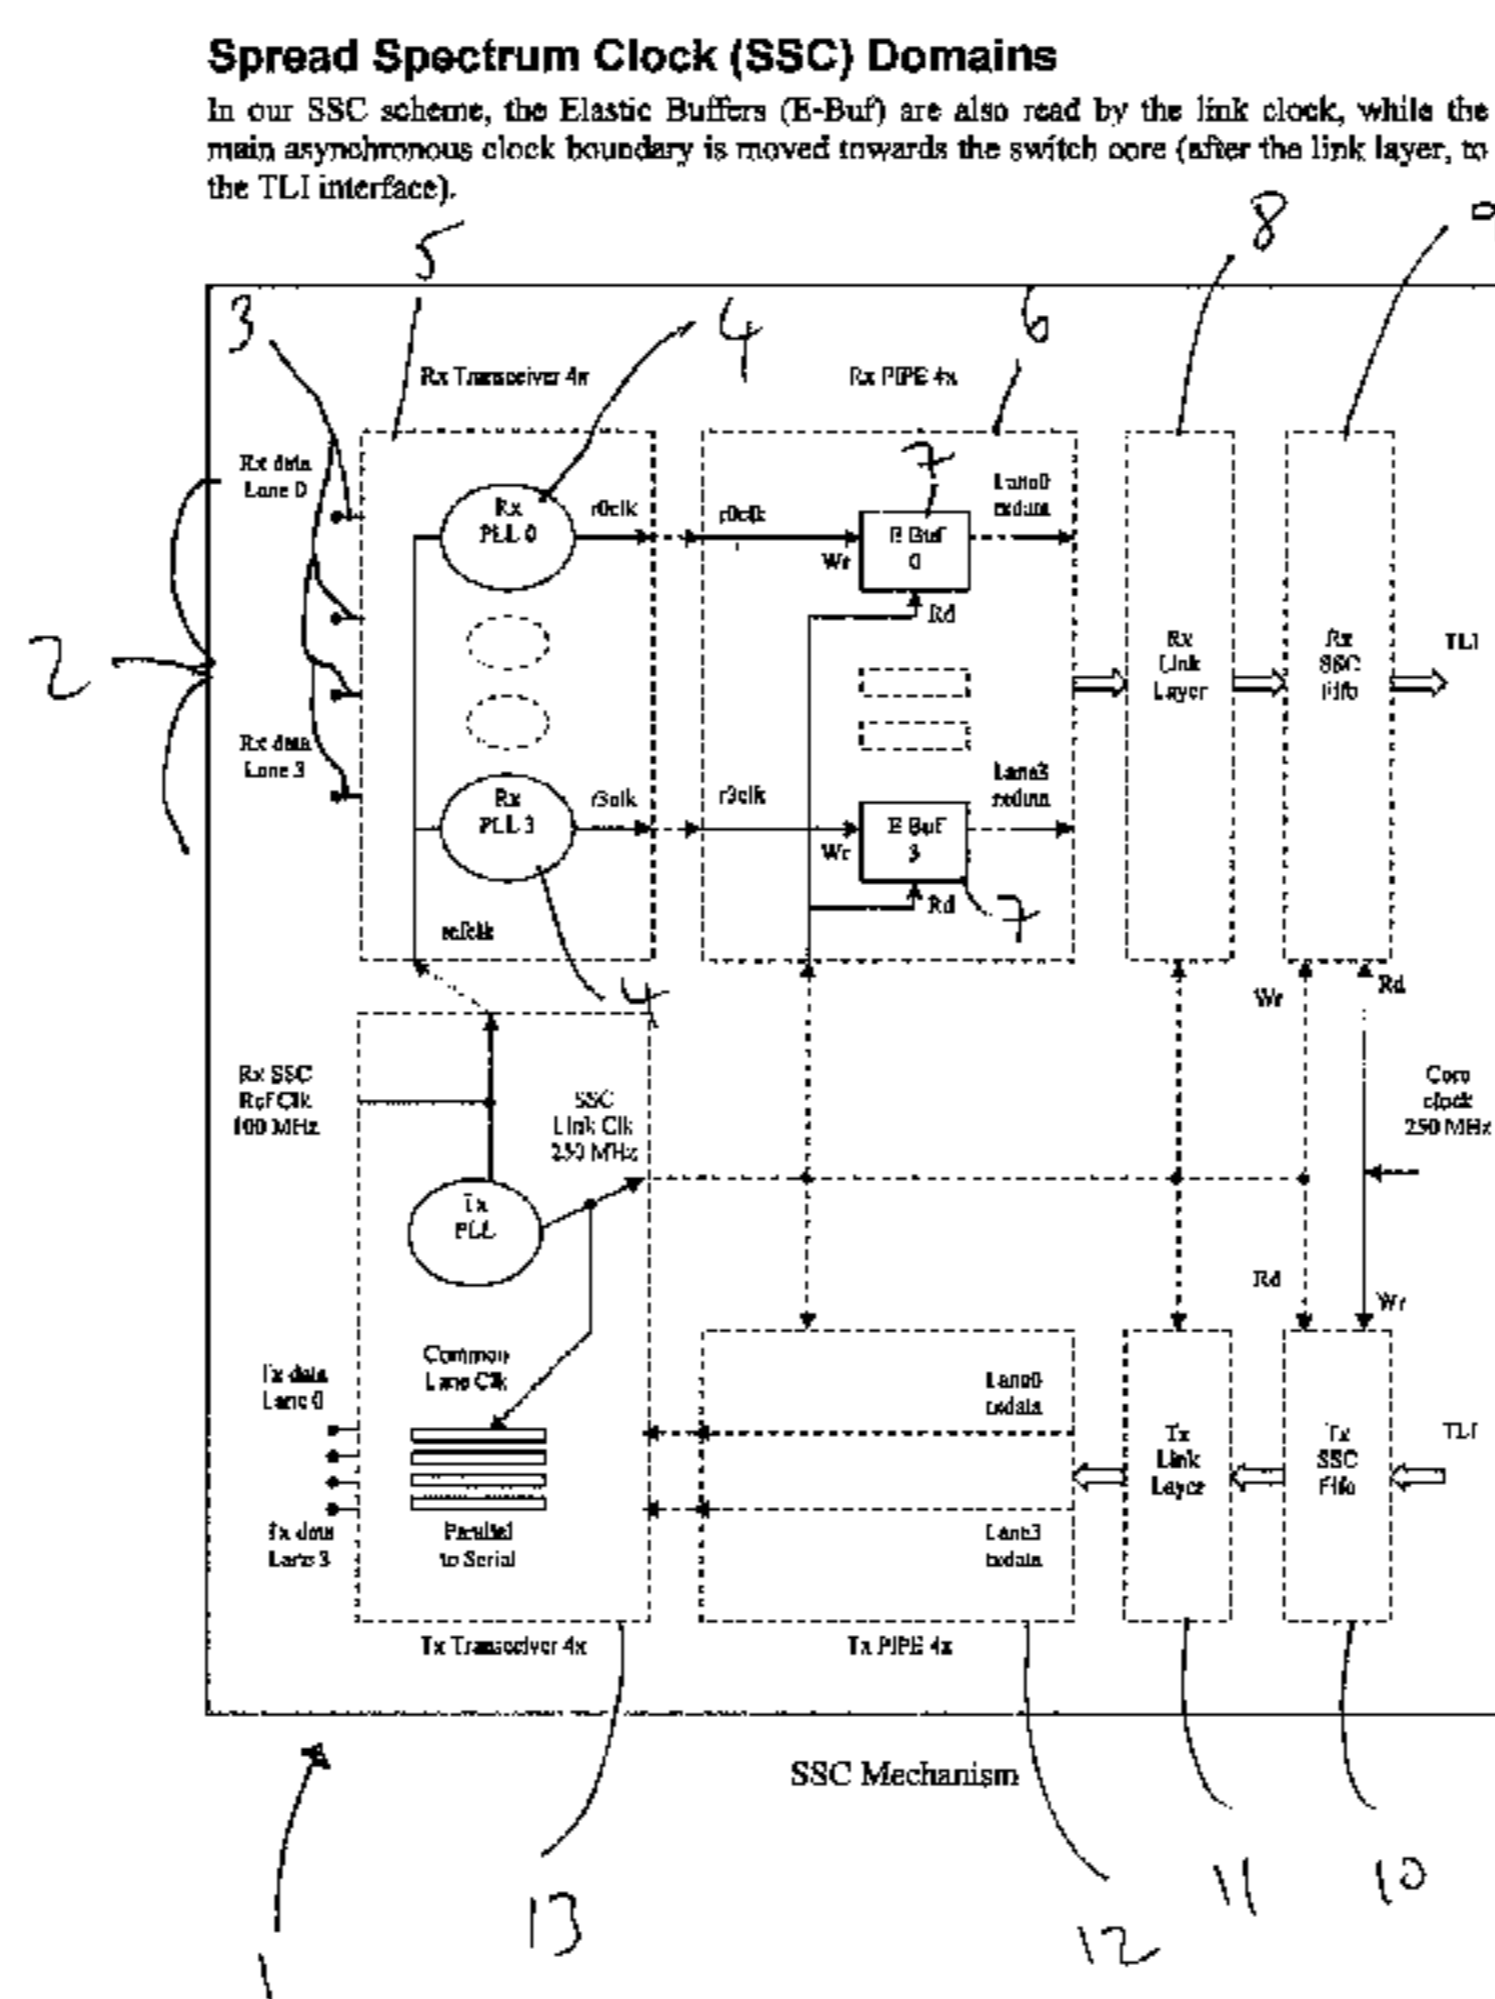 Spread Spectrum Clock (SSC) Domains
In our SSC scheme, the Elastic Buffers (E-Buf) are also read by the link clock, while the
main asynchronous clock boundary is moved towards the switch core (after the link layer, to
the TLI interface).
8
9
5
3
4
6
Rx Transceiver 4x
Rx PIPE 4x
7
Rx data
Lane 0
Rx
PLL 0
r0clk
r0clk
Wr
E Buf
0
Lane0
rxdata
Rd
2
Rx
Link
Layer
Rx
SSC
Fifo
TLI
Rx data
Lane 3
Rx
PLL 3
r3clk
r3clk
Wr
E Buf
3
Lane3
rxdata
Rd
7
refclk
4
Wr
Rd
Rx SSC
Ref Clk
100 MHz
SSC
Link Clk
250 MHz
Core
clock
250 MHz
Tx
PLL
Rd
Wr
Common
Lane Clk
Tx data
Lane 0
Lane0
txdata
Tx
Link
Layer
Tx
SSC
Fifo
TLI
Tx data
Lane 3
Parallel
to Serial
Lane3
txdata
Tx Transceiver 4x
Tx PIPE 4x
SSC Mechanism
13
12
11
10
1